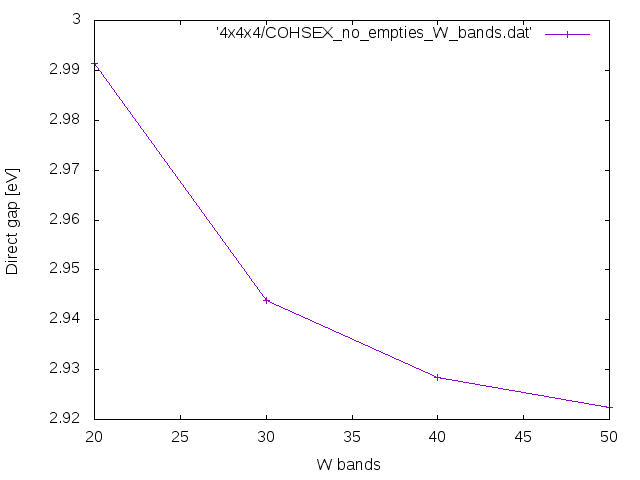 3
'4x4x4/COHSEX_no_empties_W_bands.dat'
2.99
2.98
2.97
2.96
2.95
2.94
2.93
2.92
Direct gap [eV]
20 25 30 35 40 45 50
W bands